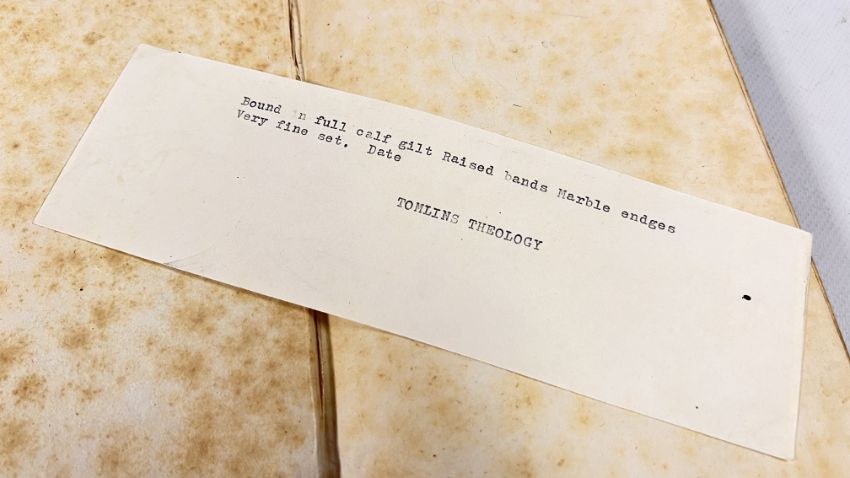 Bound in full calf gilt Raised bands Marble endges
Very fine set. Date
TOMLINS THEOLOGY